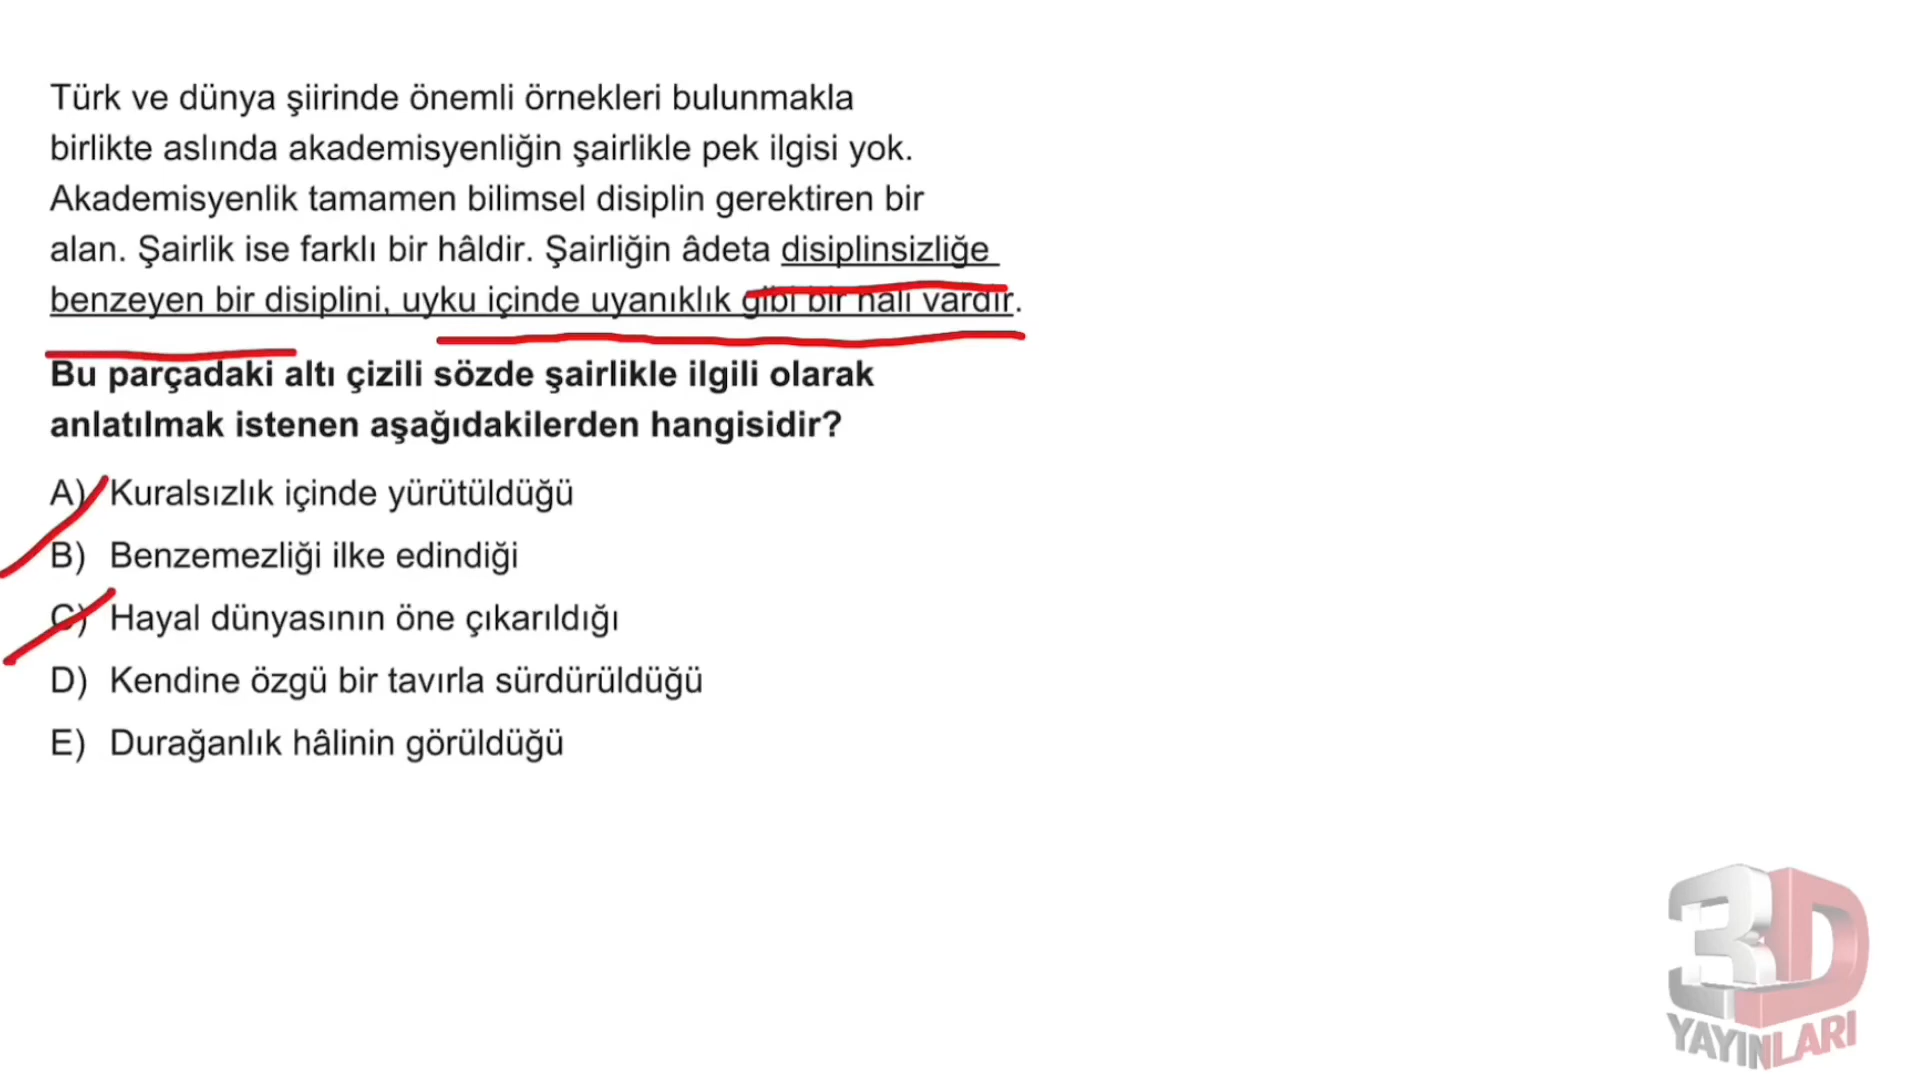 Türk ve dünya şiirinde önemli örnekleri bulunmakla
birlikte aslında akademisyenliğin şairlikle pek ilgisi yok.
Akademisyenlik tamamen bilimsel disiplin gerektiren bir
alan. Şairlik ise farklı bir hâldir. Şairliğin âdeta disiplinsizliğe
benzeyen bir disiplini, uyku içinde uyanıklık gibi bir hali vardır.
Bu parçadaki altı çizili sözde şairlikle ilgili olarak
anlatılmak istenen aşağıdakilerden hangisidir?
A) Kuralsızlık içinde yürütüldüğü
B) Benzemezliği ilke edindiği
C) Hayal dünyasının öne çıkarıldığı
D) Kendine özgü bir tavırla sürdürüldüğü
E) Durağanlık hâlinin görüldüğü
3D
YAYINLARI